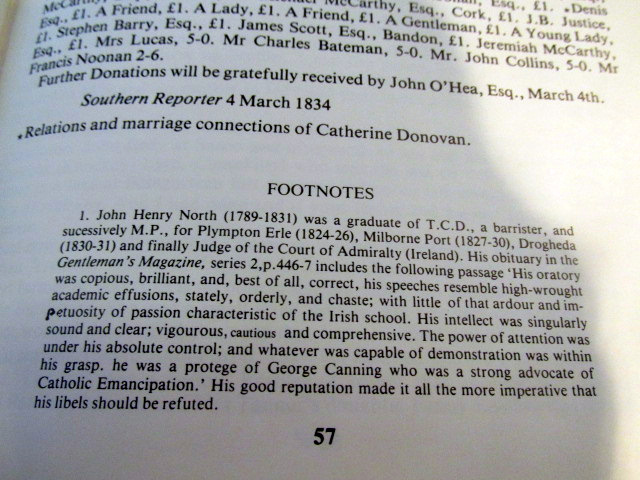 McCarthy, Esq., Cork, £1. J.B. Justice,
Esq., £1. A Friend, £1. A Lady, £1. A Friend, £1. A Gentleman, £1. A Young Lady,
£1. Stephen Barry, Esq., £1. James Scott, Esq., Bandon, £1. Jeremiah McCarthy,
Esq., £1. Mrs Lucas, 5-0. Mr Charles Bateman, 5-0. Mr. John Collins, 5-0. Mr
Francis Noonan 2-6.
Further Donations will be gratefully received by John O'Hea, Esq., March 4th.
Southern Reporter 4 March 1834
*Relations and marriage connections of Catherine Donovan.
FOOTNOTES
1. John Henry North (1789-1831) was a graduate of T.C.D., a barrister, and
sucessively M.P., for Plympton Erle (1824-26), Milborne Port (1827-30), Drogheda
(1830-31) and finally Judge of the Court of Admiralty (Ireland). His obituary in the
Gentleman's Magazine, series 2,p.446-7 includes the following passage 'His oratory
was copious, brilliant, and, best of all, correct, his speeches resemble high-wrought
academic effusions, stately, orderly, and chaste; with little of that ardour and im-
petuosity of passion characteristic of the Irish school. His intellect was singularly
sound and clear; vigourous, cautious and comprehensive. The power of attention was
under his absolute control; and whatever was capable of demonstration was within
his grasp. he was a protege of George Canning who was a strong advocate of
Catholic Emancipation.' His good reputation made it all the more imperative that
his libels should be refuted.
57